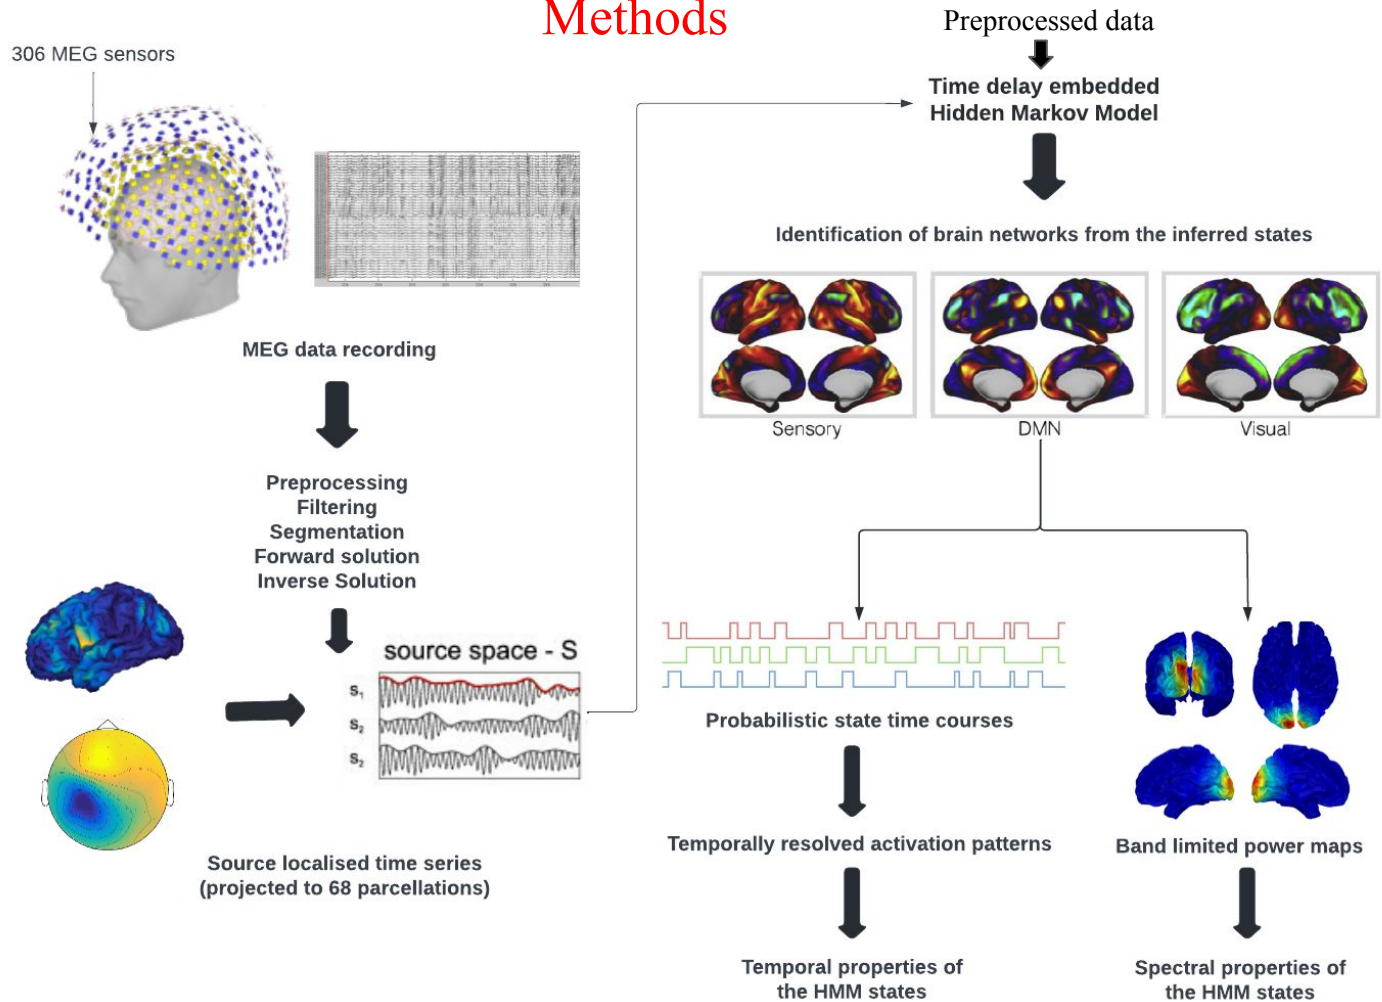 Methods
306 MEG sensors
MEG data recording
Preprocessing
Filtering
Segmentation
Forward solution
Inverse Solution
source space - S
S1
S2
S2
Source localised time series
(projected to 68 parcellations)
Preprocessed data
Time delay embedded
Hidden Markov Model
Identification of brain networks from the inferred states
Sensory
DMN
Visual
Probabilistic state time courses
Temporally resolved activation patterns
Temporal properties of
the HMM states
Band limited power maps
Spectral properties of
the HMM states